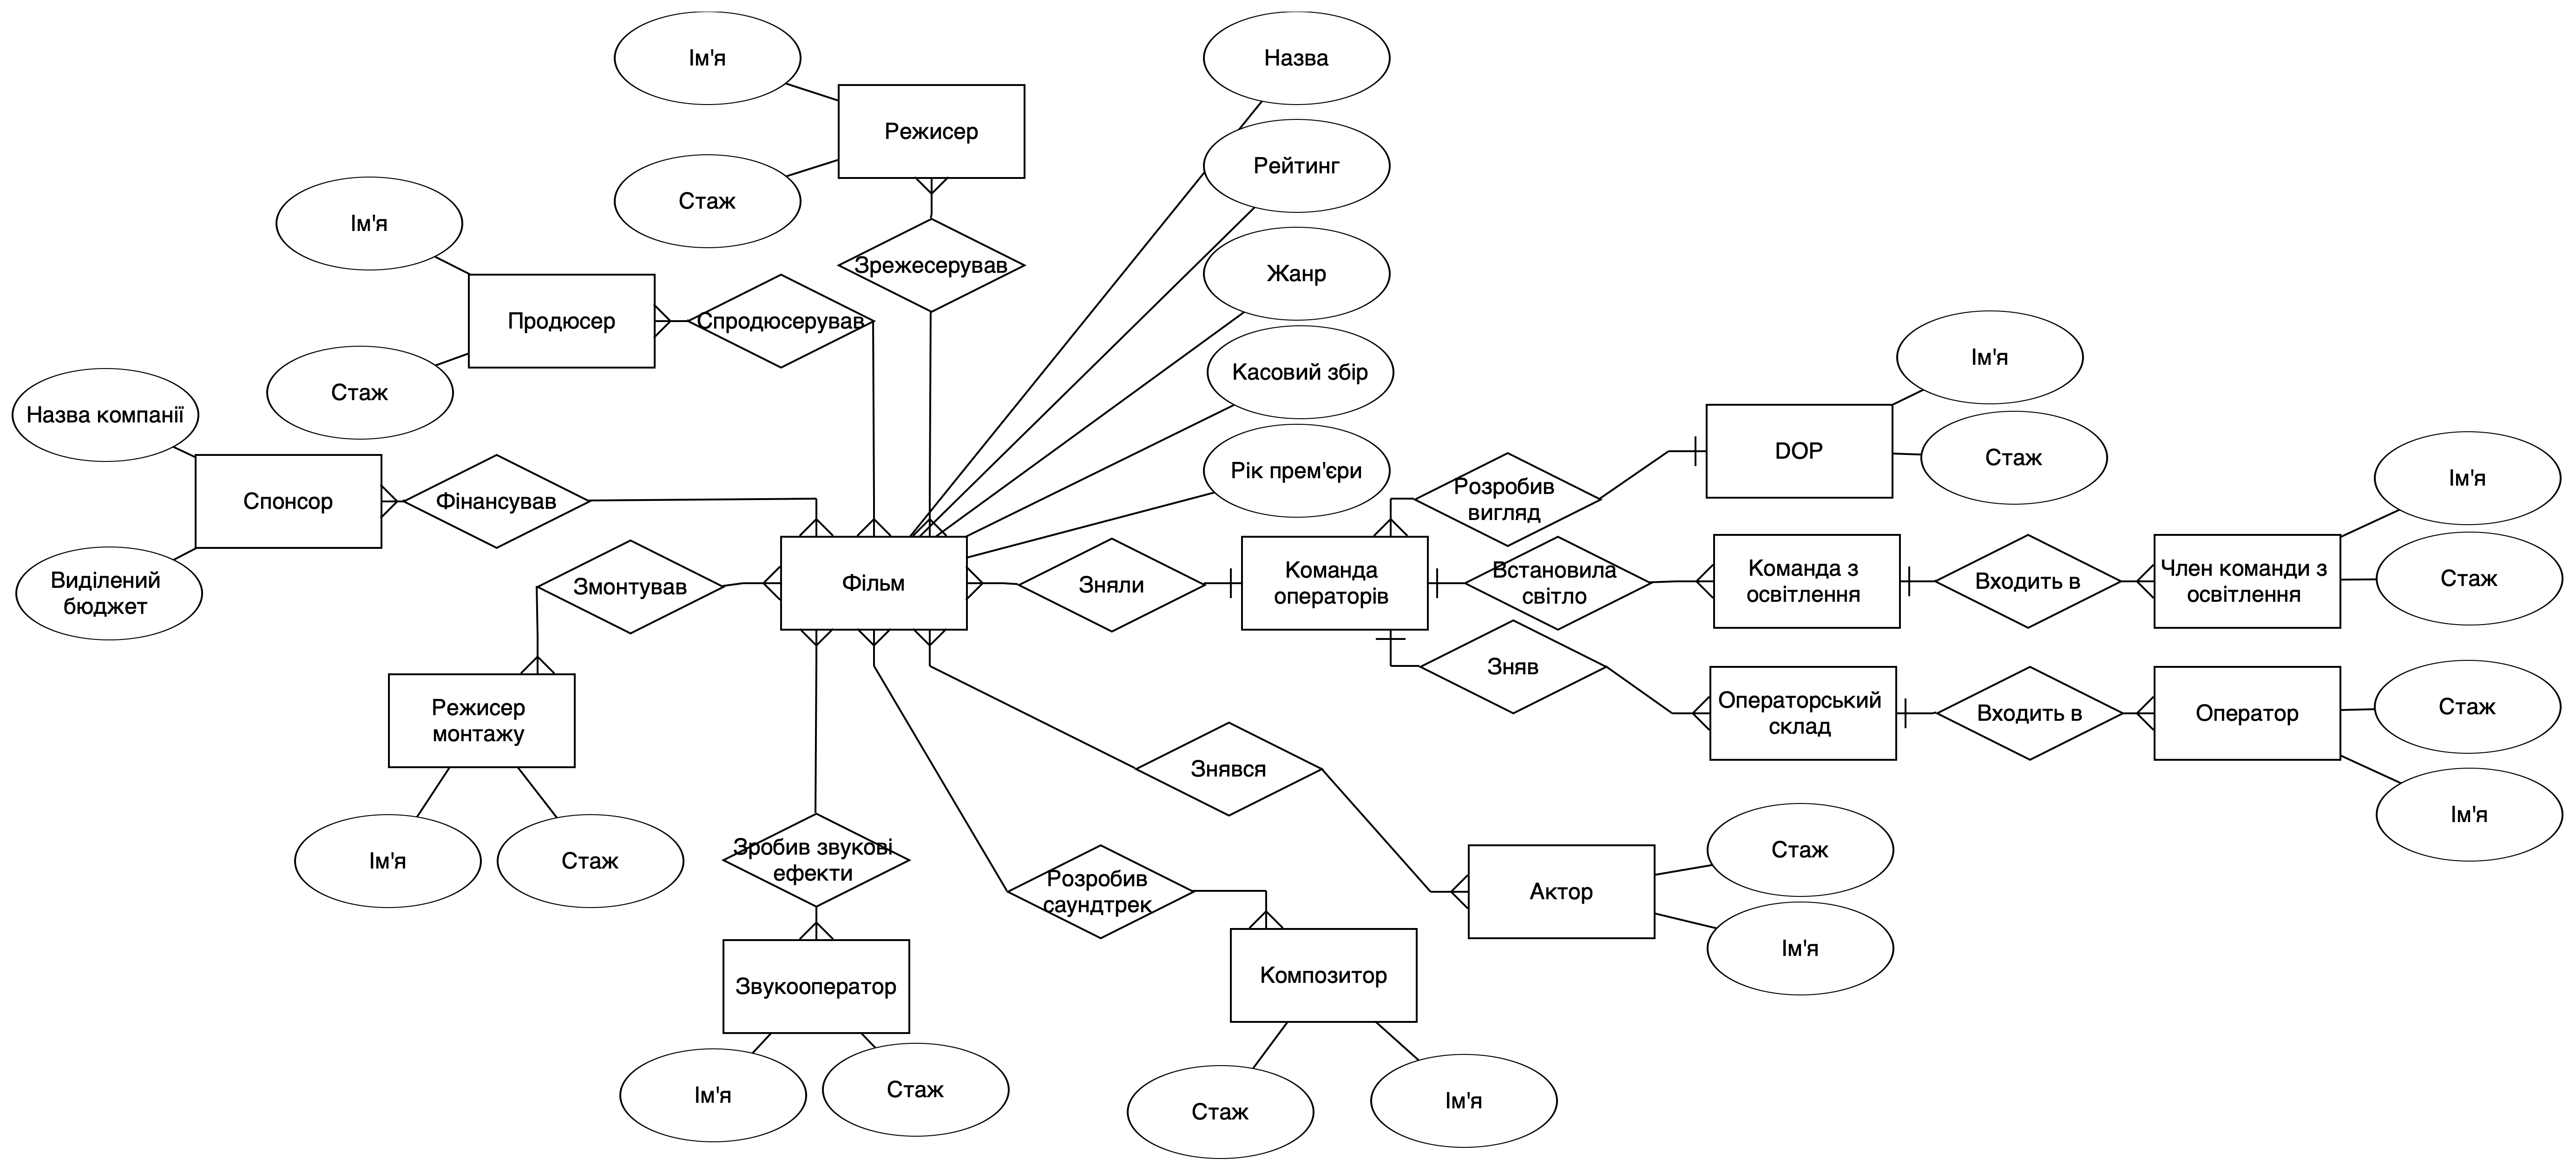 Ім'я
Назва
Режисер
Рейтинг
Стаж
Ім'я
Зрежесерував
Жанр
Продюсер
Спродюсерував
Ім'я
Касовий збір
Стаж
Назва компанії
DOP
Стаж
Рік прем'єри
Ім'я
Спонсор
Фінансував
Розробив
вигляд
Виділений
бюджет
Змонтував
Фільм
Зняли
Команда
операторів
Встановила
світло
Команда з
освітлення
Входить в
Член команди з
освітлення
Стаж
Зняв
Режисер
монтажу
Операторський
склад
Входить в
Оператор
Стаж
Знявся
Ім'я
Ім'я
Стаж
Зробив звукові
ефекти
Розробив
саундтрек
Актор
Стаж
Ім'я
Звукооператор
Композитор
Ім'я
Стаж
Стаж
Ім'я